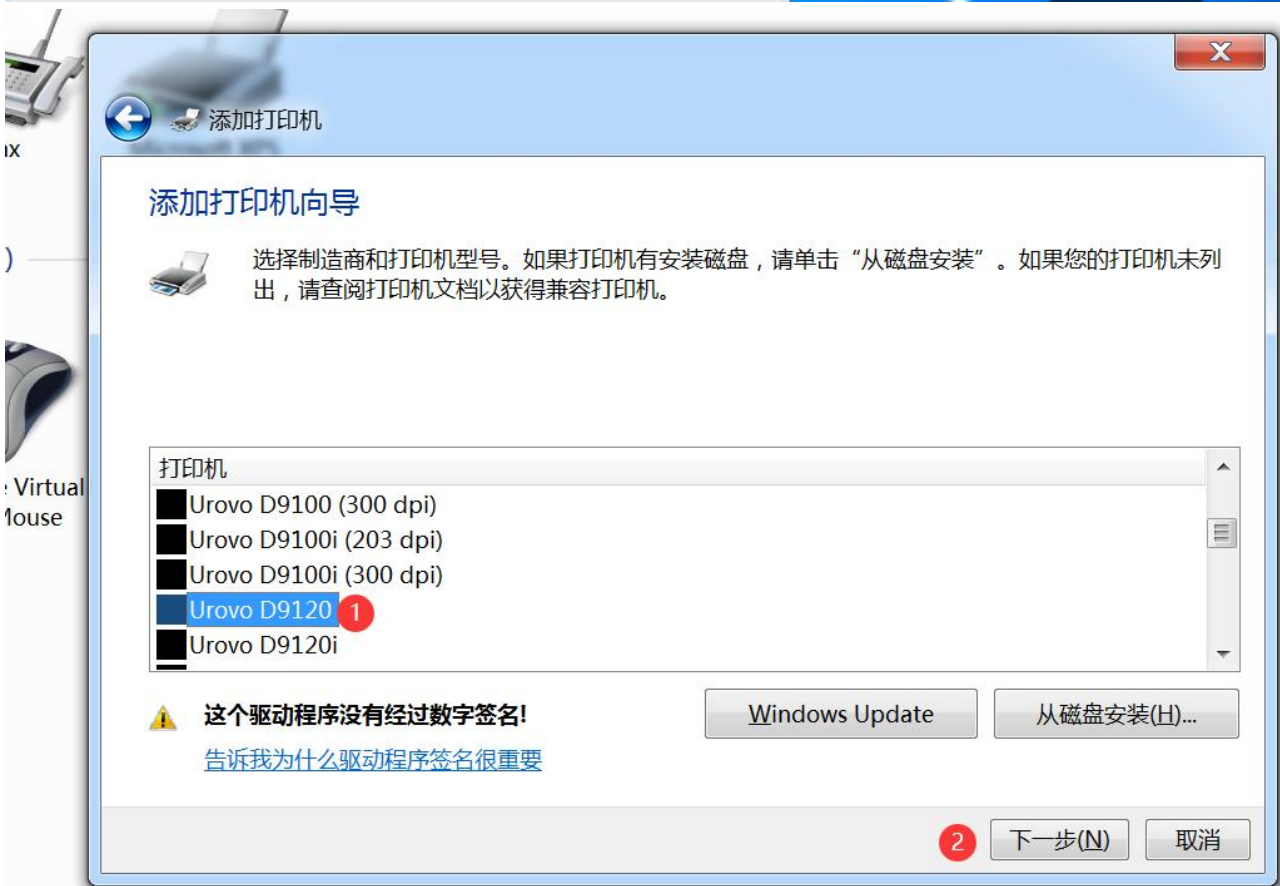 添加打印机
添加打印机向导
选择制造商和打印机型号。如果打印机有安装磁盘，请单击“从磁盘安装”。如果您的打印机未列
出，请查阅打印机文档以获得兼容打印机。
打印机
Urovo D9100 (300 dpi)
Urovo D9100i (203 dpi)
Urovo D9100i (300 dpi)
Urovo D9120 1
Urovo D9120i
这个驱动程序没有经过数字签名!
告诉我为什么驱动程序签名很重要
Windows Update
从磁盘安装(H)...
2 下一步(N)
取消
Virtual